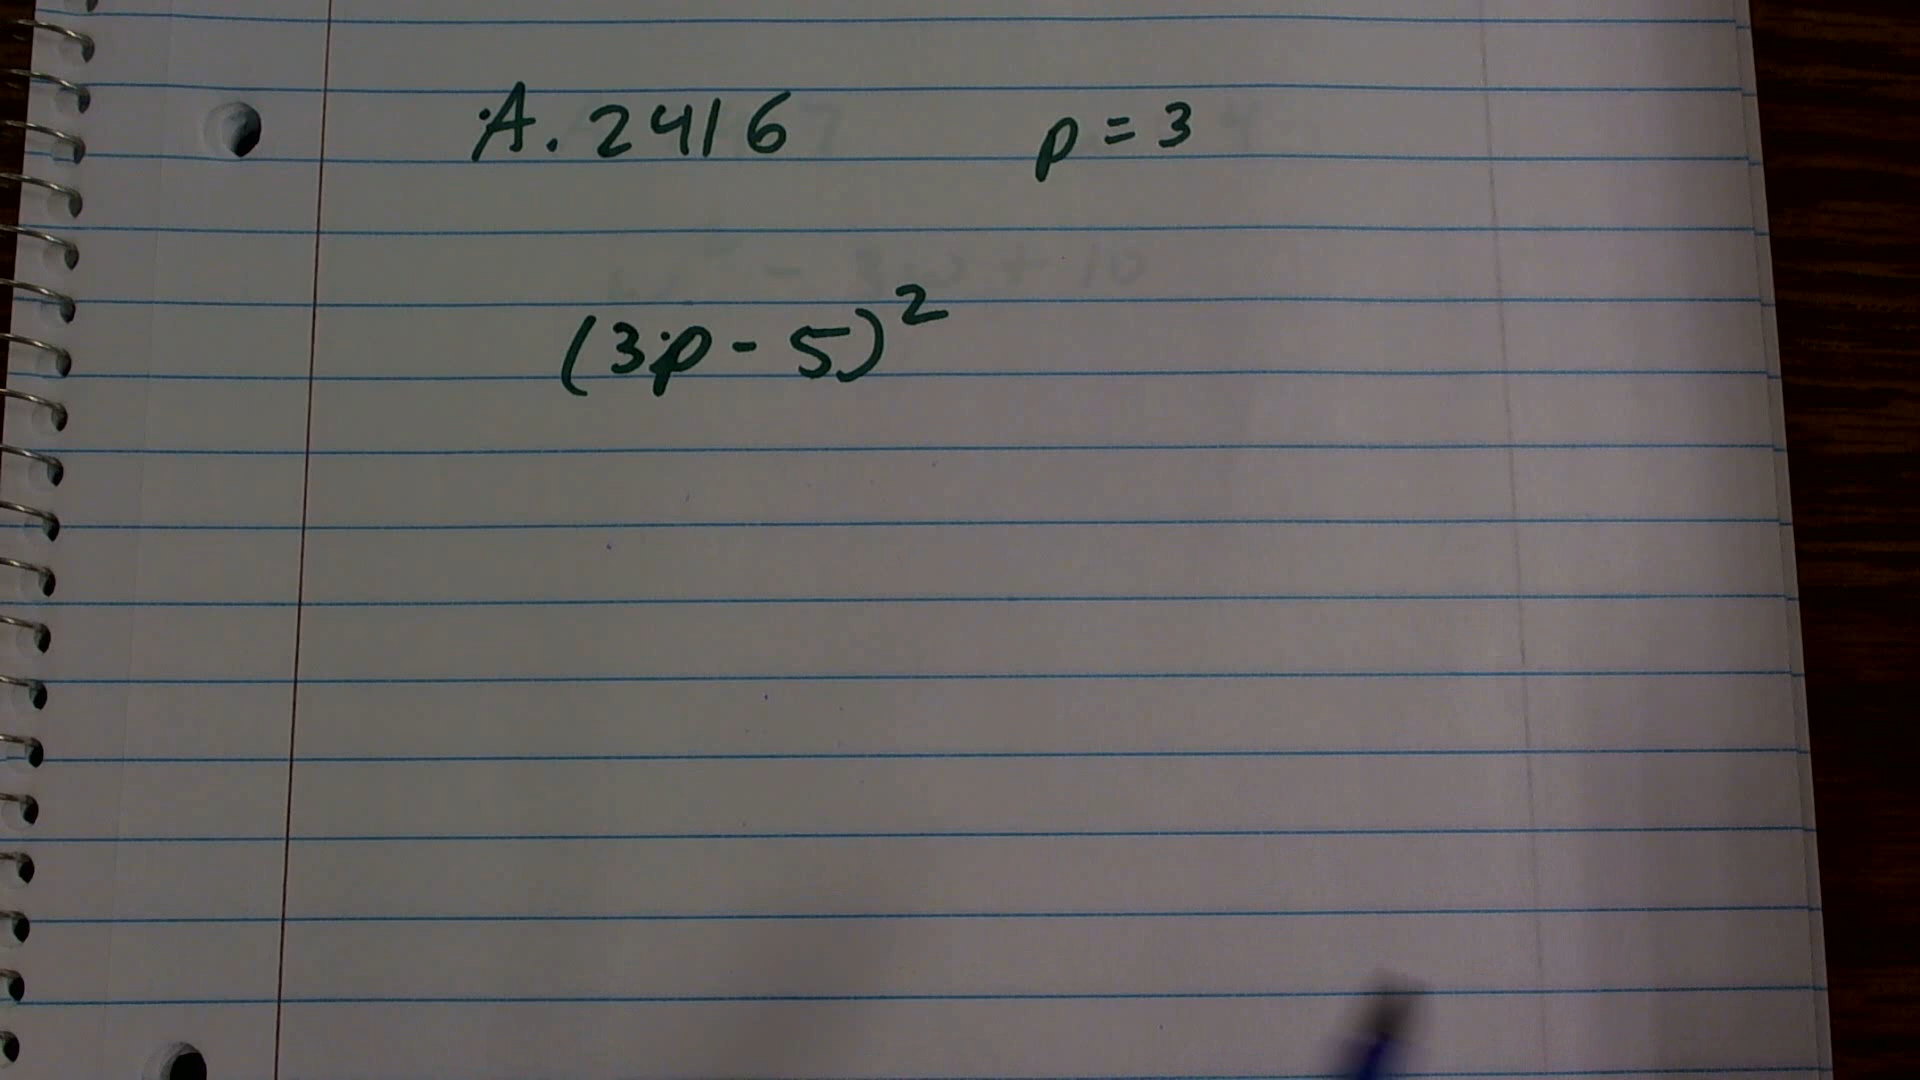 A. 2416 p = 3
(3p - 5)²